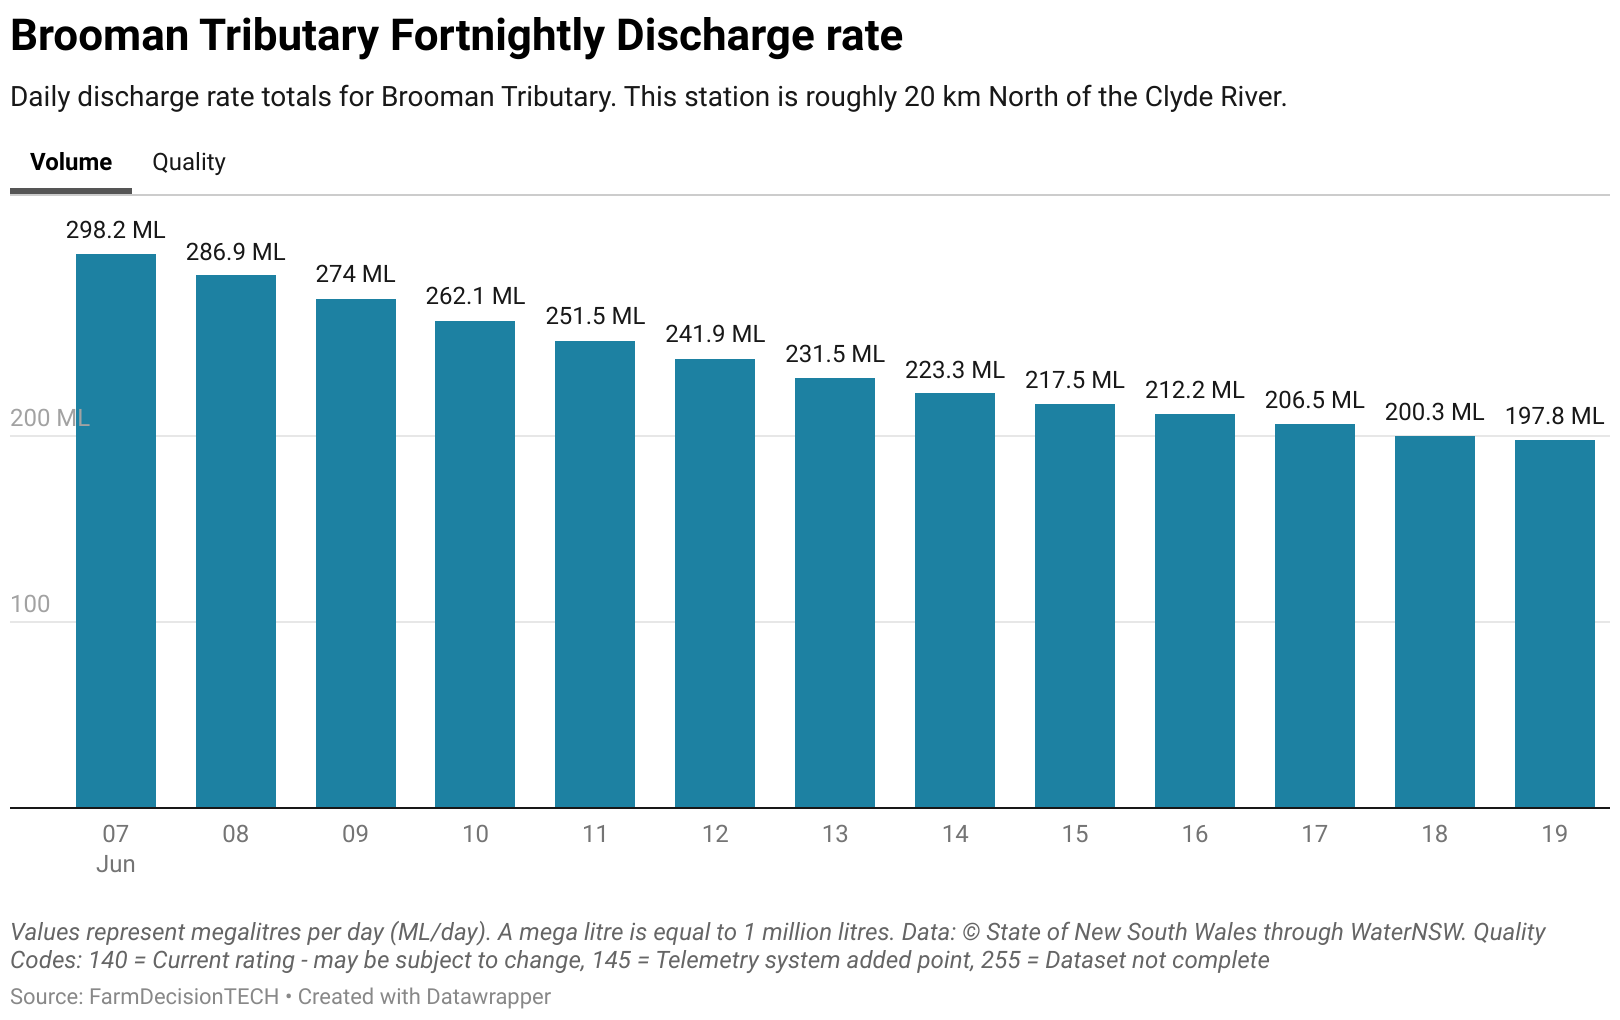 Brooman Tributary Fortnightly Discharge rate
Daily discharge rate totals for Brooman Tributary. This station is roughly 20 km North of the Clyde River.
Volume Quality
298.2 ML
286.9 ML
274 ML
262.1 ML
251.5 ML
241.9 ML
231.5 ML
223.3 ML
217.5 ML
212.2 ML
206.5 ML
200.3 ML
197.8 ML
200 ML
100
07 08 09 10 11 12 13 14 15 16 17 18 19
Jun
Values represent megalitres per day (ML/day). A mega litre is equal to 1 million litres. Data: © State of New South Wales through WaterNSW. Quality
Codes: 140 = Current rating - may be subject to change, 145 = Telemetry system added point, 255 = Dataset not complete
Source: FarmDecisionTECH • Created with Datawrapper